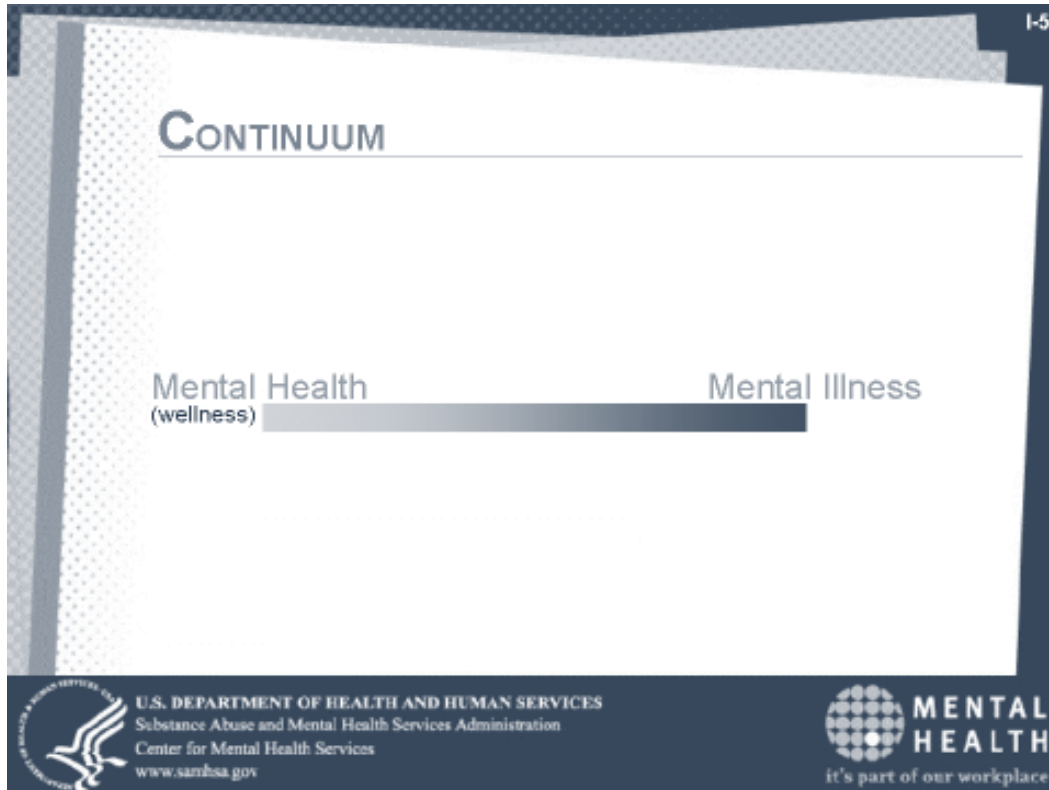 I-5
CONTINUUM
Mental Health
Mental Illness
(wellness)
U.S. DEPARTMENT OF HEALTH AND HUMAN SERVICES
Substance Abuse and Mental Health Services Administration
Center for Mental Health Services
www.samhsa.gov
MENTAL
HEALTH
it's part of our workplace